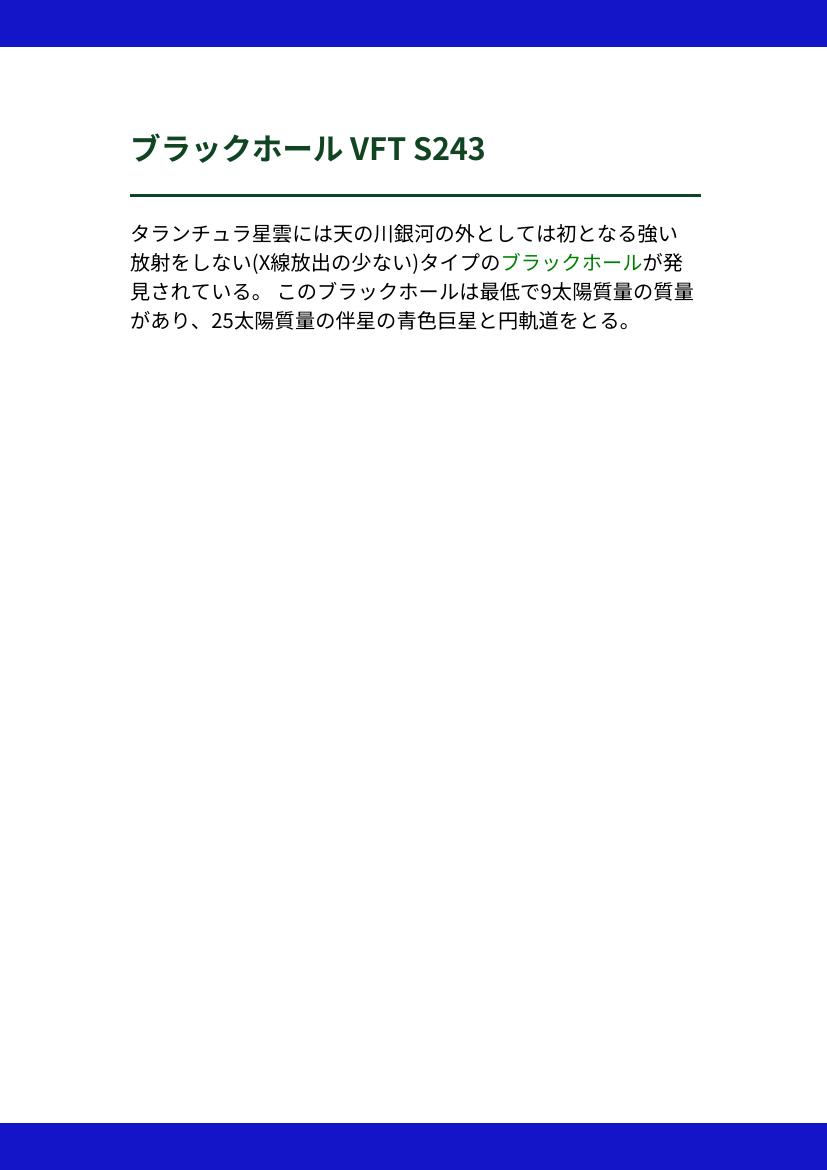 ブラックホール VFT S243
タランチュラ星雲には天の川銀河の外としては初となる強い
放射をしない(X線放出の少ない)タイプのブラックホールが発
見されている。 このブラックホールは最低で9太陽質量の質量
があり、25太陽質量の伴星の青色巨星と円軌道をとる。